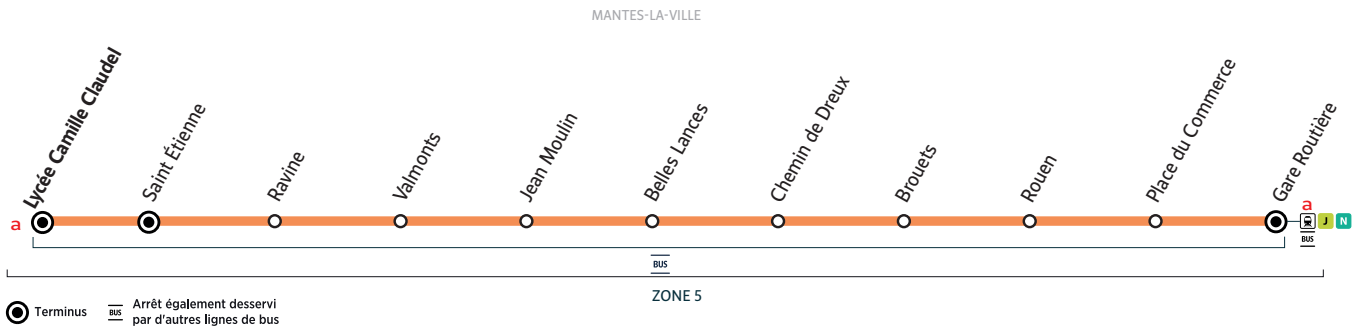 MANTES-LA-VILLE
Lycée Camille Claudel
Saint Étienne
Ravine
Valmonts
Jean Moulin
Belles Lances
Chemin de Dreux
Brouets
Rouen
Place du Commerce
Gare Routière
a
a
J N
BUS
BUS
ZONE 5
Terminus
BUS
Arrêt également desservi
par d'autres lignes de bus